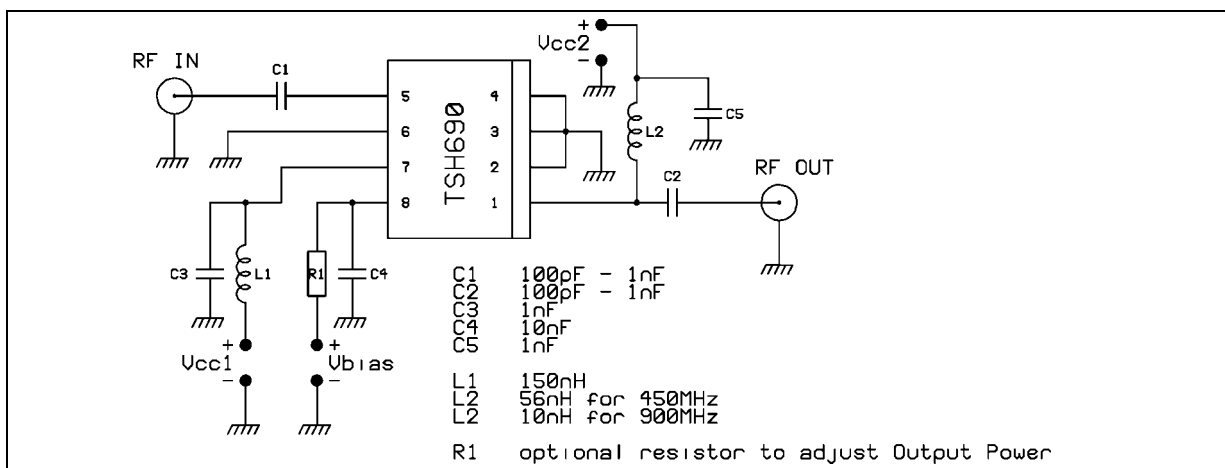 RF IN
C1
Vcc2
+
-
5
6
7
8
TSH690
4
3
2
1
L2
C5
C2
RF OUT
C3
L1
R1
C4
+
Vcc1
-
+
Vbias
-
C1 100pF - 1nF
C2 100pF - 1nF
C3 1nF
C4 10nF
C5 1nF
L1 150nH
L2 56nH for 450MHz
L2 10nH for 900MHz
R1 optional resistor to adjust Output Power